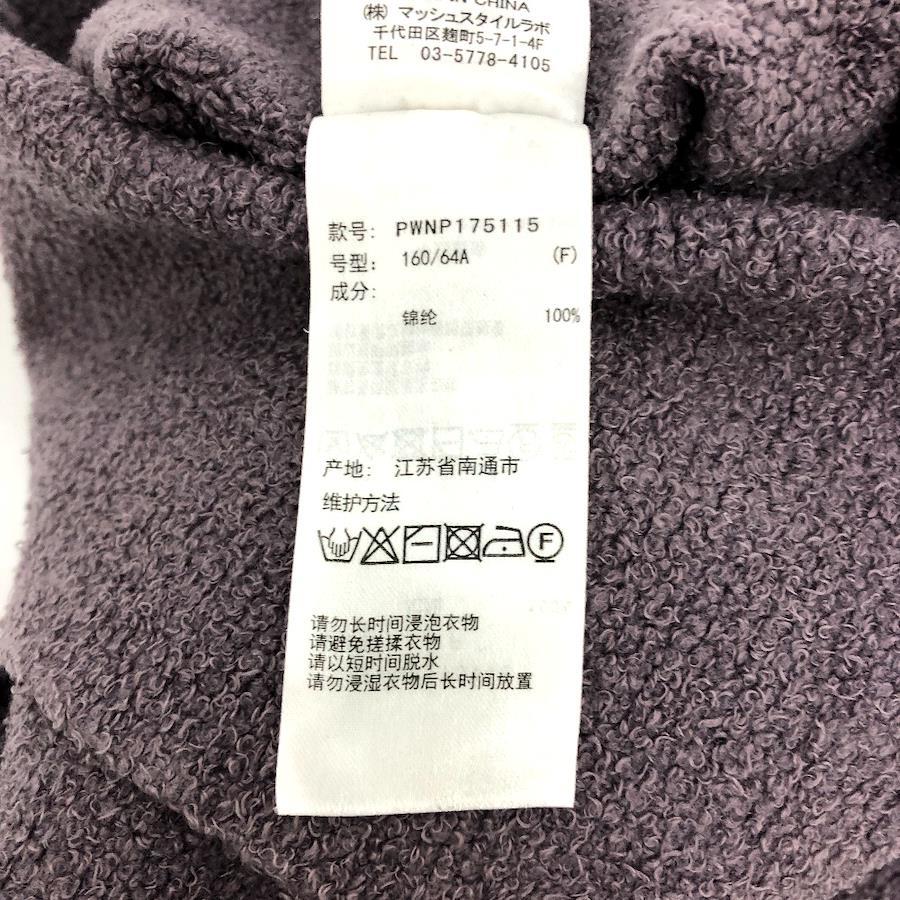 IN CHINA
(株) マッシュスタイルラボ
千代田区麹町5-7-1-4F
TEL 03-5778-4105
款号: PWNP175115
号型: 160/64A (F)
成分:
锦纶 100%
产地: 江苏省南通市
维护方法
F
请勿长时间浸泡衣物
请避免搓揉衣物
请以短时间脱水
请勿浸湿衣物后长时间放置